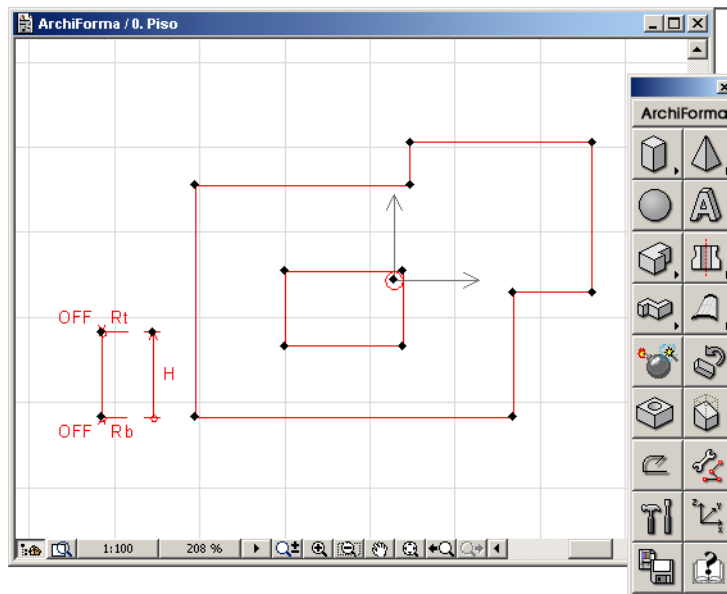 ArchiForma / 0. Piso
ArchiForma
OFF Rt
H
OFF Rb
1:100
208 %
z
y
x